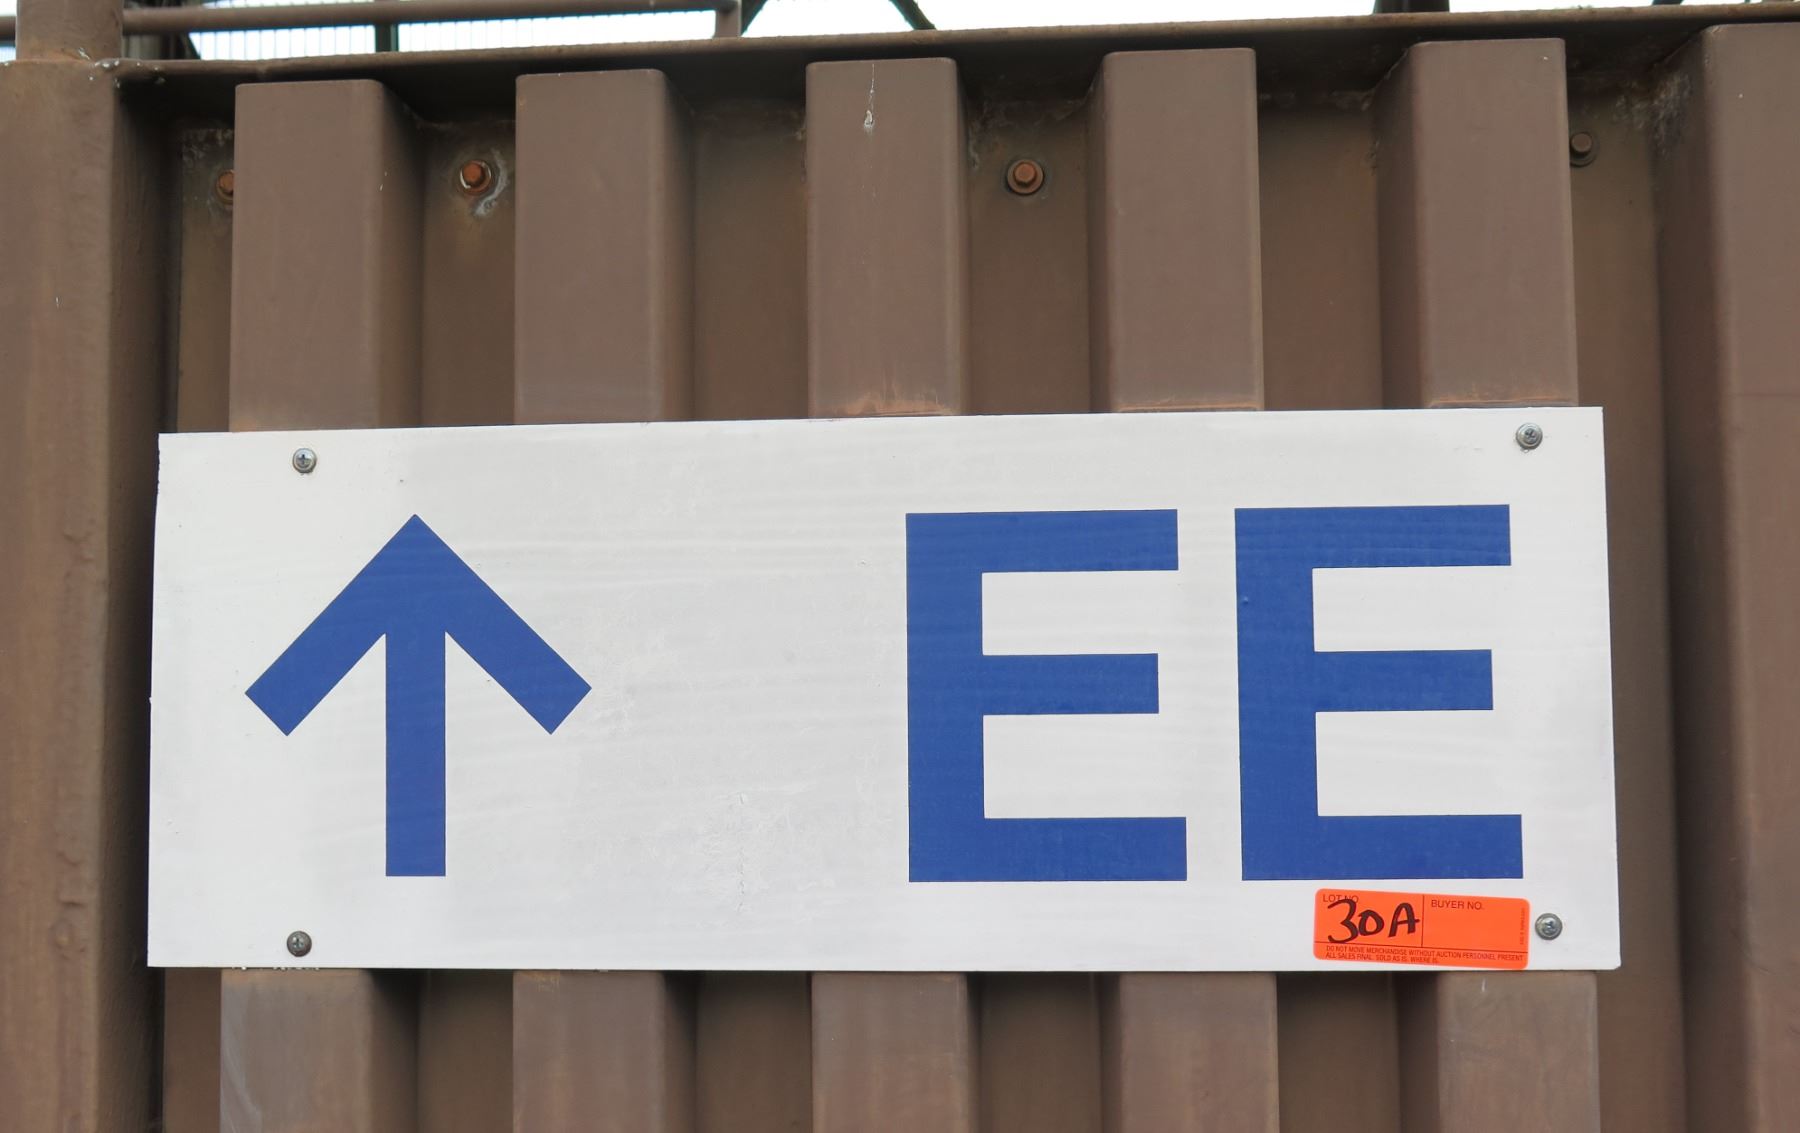 ↑ EE
LOT NO.
BUYER NO.
30A
DO NOT MOVE MERCHANDISE WITHOUT AUCTION PERSONNEL PRESENT
ALL SALES FINAL. SOLD AS IS. WHERE IS.